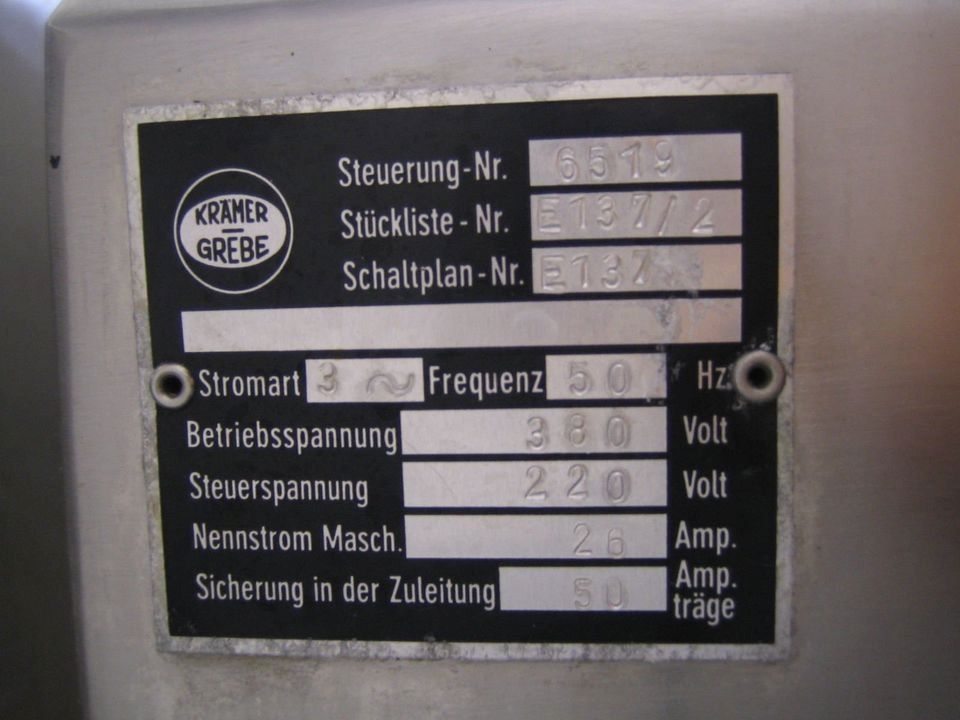 KRÄMER
—
GREBE
Steuerung-Nr. 6519
Stückliste-Nr. E137/2
Schaltplan-Nr. E137
Stromart 3 ~ Frequenz 50 Hz.
Betriebsspannung 380 Volt
Steuerspannung 220 Volt
Nennstrom Masch. 26 Amp.
Sicherung in der Zuleitung 50 Amp. träge